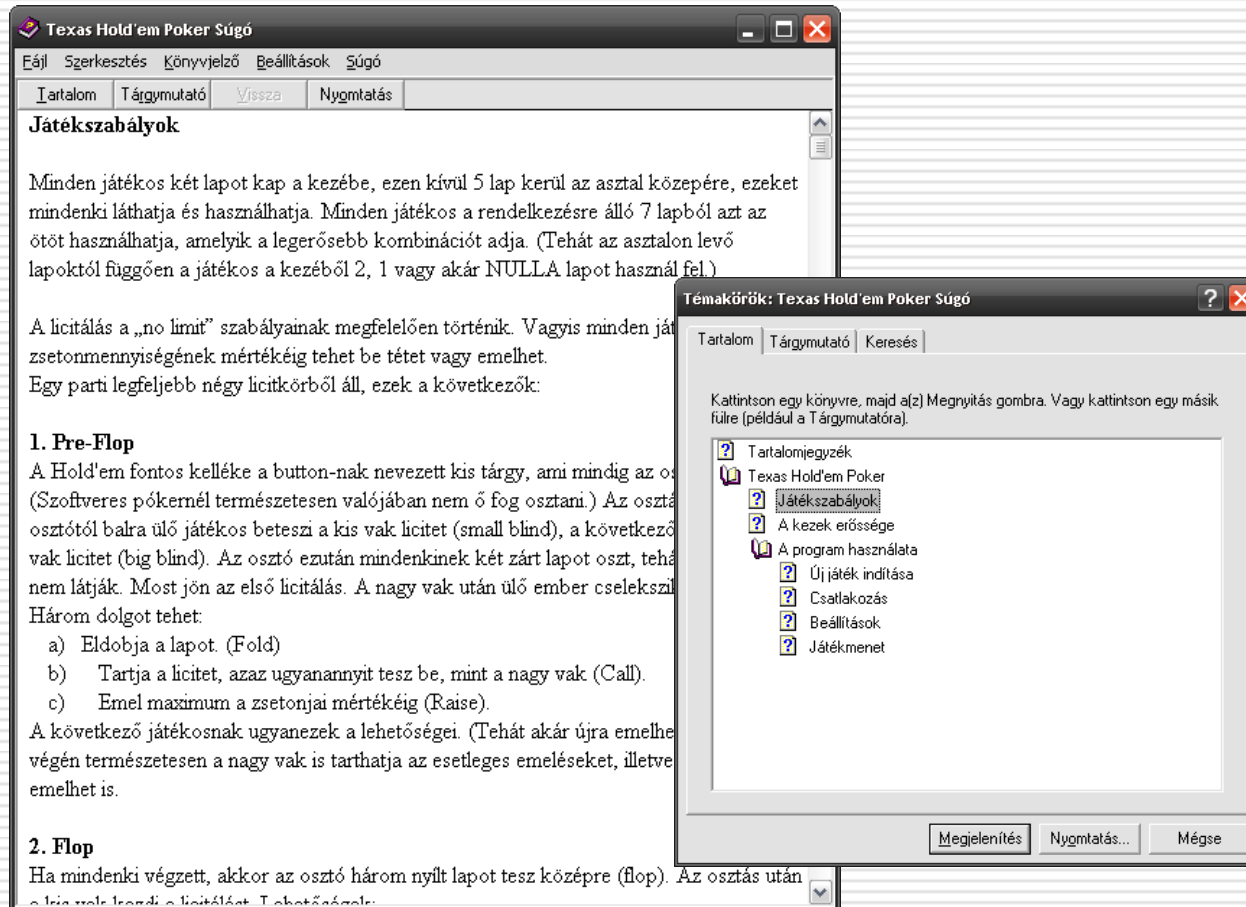 Texas Hold'em Poker Súgó
Fájl Szerkesztés Könyvjelző Beállítások Súgó
Tartalom Tárgymutató Vissza Nyomtatás
Játékszabályok
Minden játékos két lapot kap a kezébe, ezen kívül 5 lap kerül az asztal közepére, ezeket
mindenki láthatja és használhatja. Minden játékos a rendelkezésre álló 7 lapból azt az
ötöt használhatja, amelyik a legerősebb kombinációt adja. (Tehát az asztalon levő
lapoktól függően a játékos a kezéből 2, 1 vagy akár NULLA lapot használ fel.)
A licitálás a „no limit” szabályainak megfelelően történik. Vagyis minden
zsetonmennyiségének mértékéig tehet be tétet vagy emelhet.
Egy parti legfeljebb négy licitkörből áll, ezek a következők:
1. Pre-Flop
A Hold'em fontos kelléke a button-nak nevezett kis tárgy, ami mindig az
(Szoftveres pókernél természetesen valójában nem ő fog osztani.) Az
osztótól balra ülő játékos beteszi a kis vak licitet (small blind), a
vak licitet (big blind). Az osztó ezután mindenkinek két zárt lapot oszt,
nem látják. Most jön az első licitálás. A nagy vak után ülő ember
Három dolgot tehet:
a) Eldobja a lapot. (Fold)
b) Tartja a licitet, azaz ugyanannyit tesz be, mint a nagy vak (Call).
c) Emel maximum a zsetonjai mértékéig (Raise).
A következő játékosnak ugyanezek a lehetőségei. (Tehát akár újra
végén természetesen a nagy vak is tarthatja az esetleges emeléseket, illetve
emelhet is.
2. Flop
Ha mindenki végzett, akkor az osztó három nyílt lapot tesz középre (flop). Az osztás után
Témakörök: Texas Hold'em Poker Súgó
Tartalom Tárgymutató Keresés
Kattintson egy könyvre, majd a(z) Megnyitás gombra. Vagy kattintson egy másik
fülre (például a Tárgymutatóra).
Tartalomjegyzék
Texas Hold'em Poker
Játékszabályok
A kezek erőssége
A program használata
Új játék indítása
Csatlakozás
Beállítások
Játékmenet
Megjelenítés Nyomtatás... Mégse